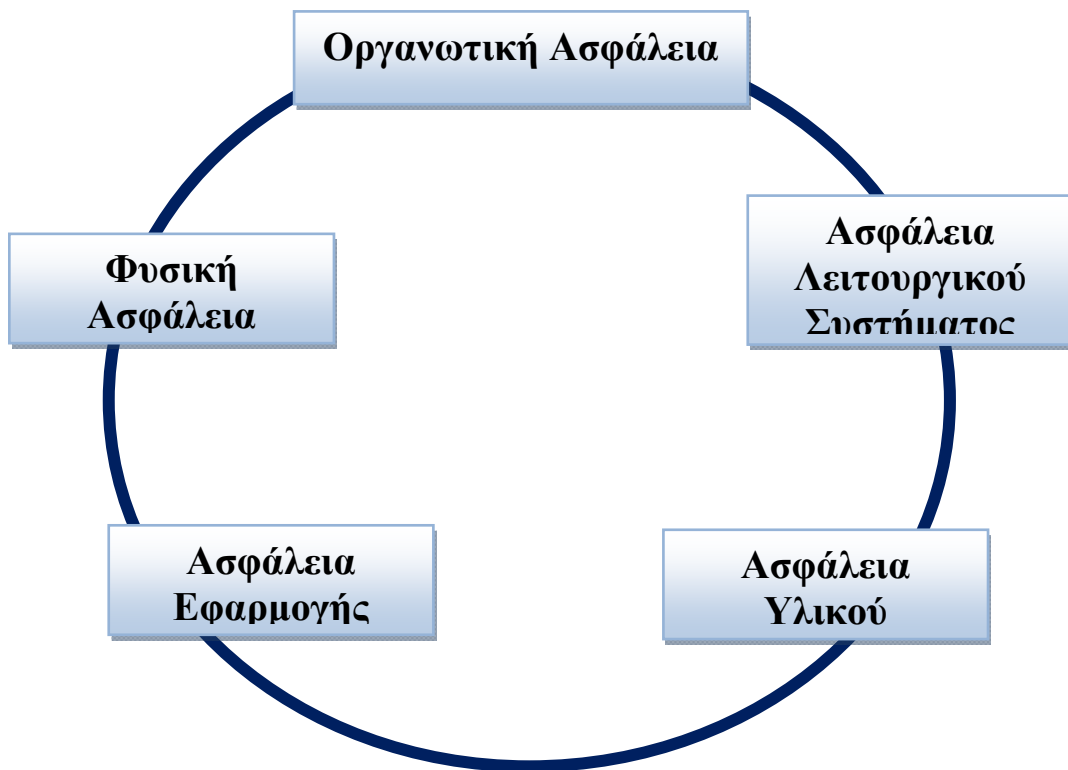 Οργανωτική Ασφάλεια
Ασφάλεια
Λειτουργικού
Συστήματος
Φυσική
Ασφάλεια
Ασφάλεια
Εφαρμογής
Ασφάλεια
Υλικού